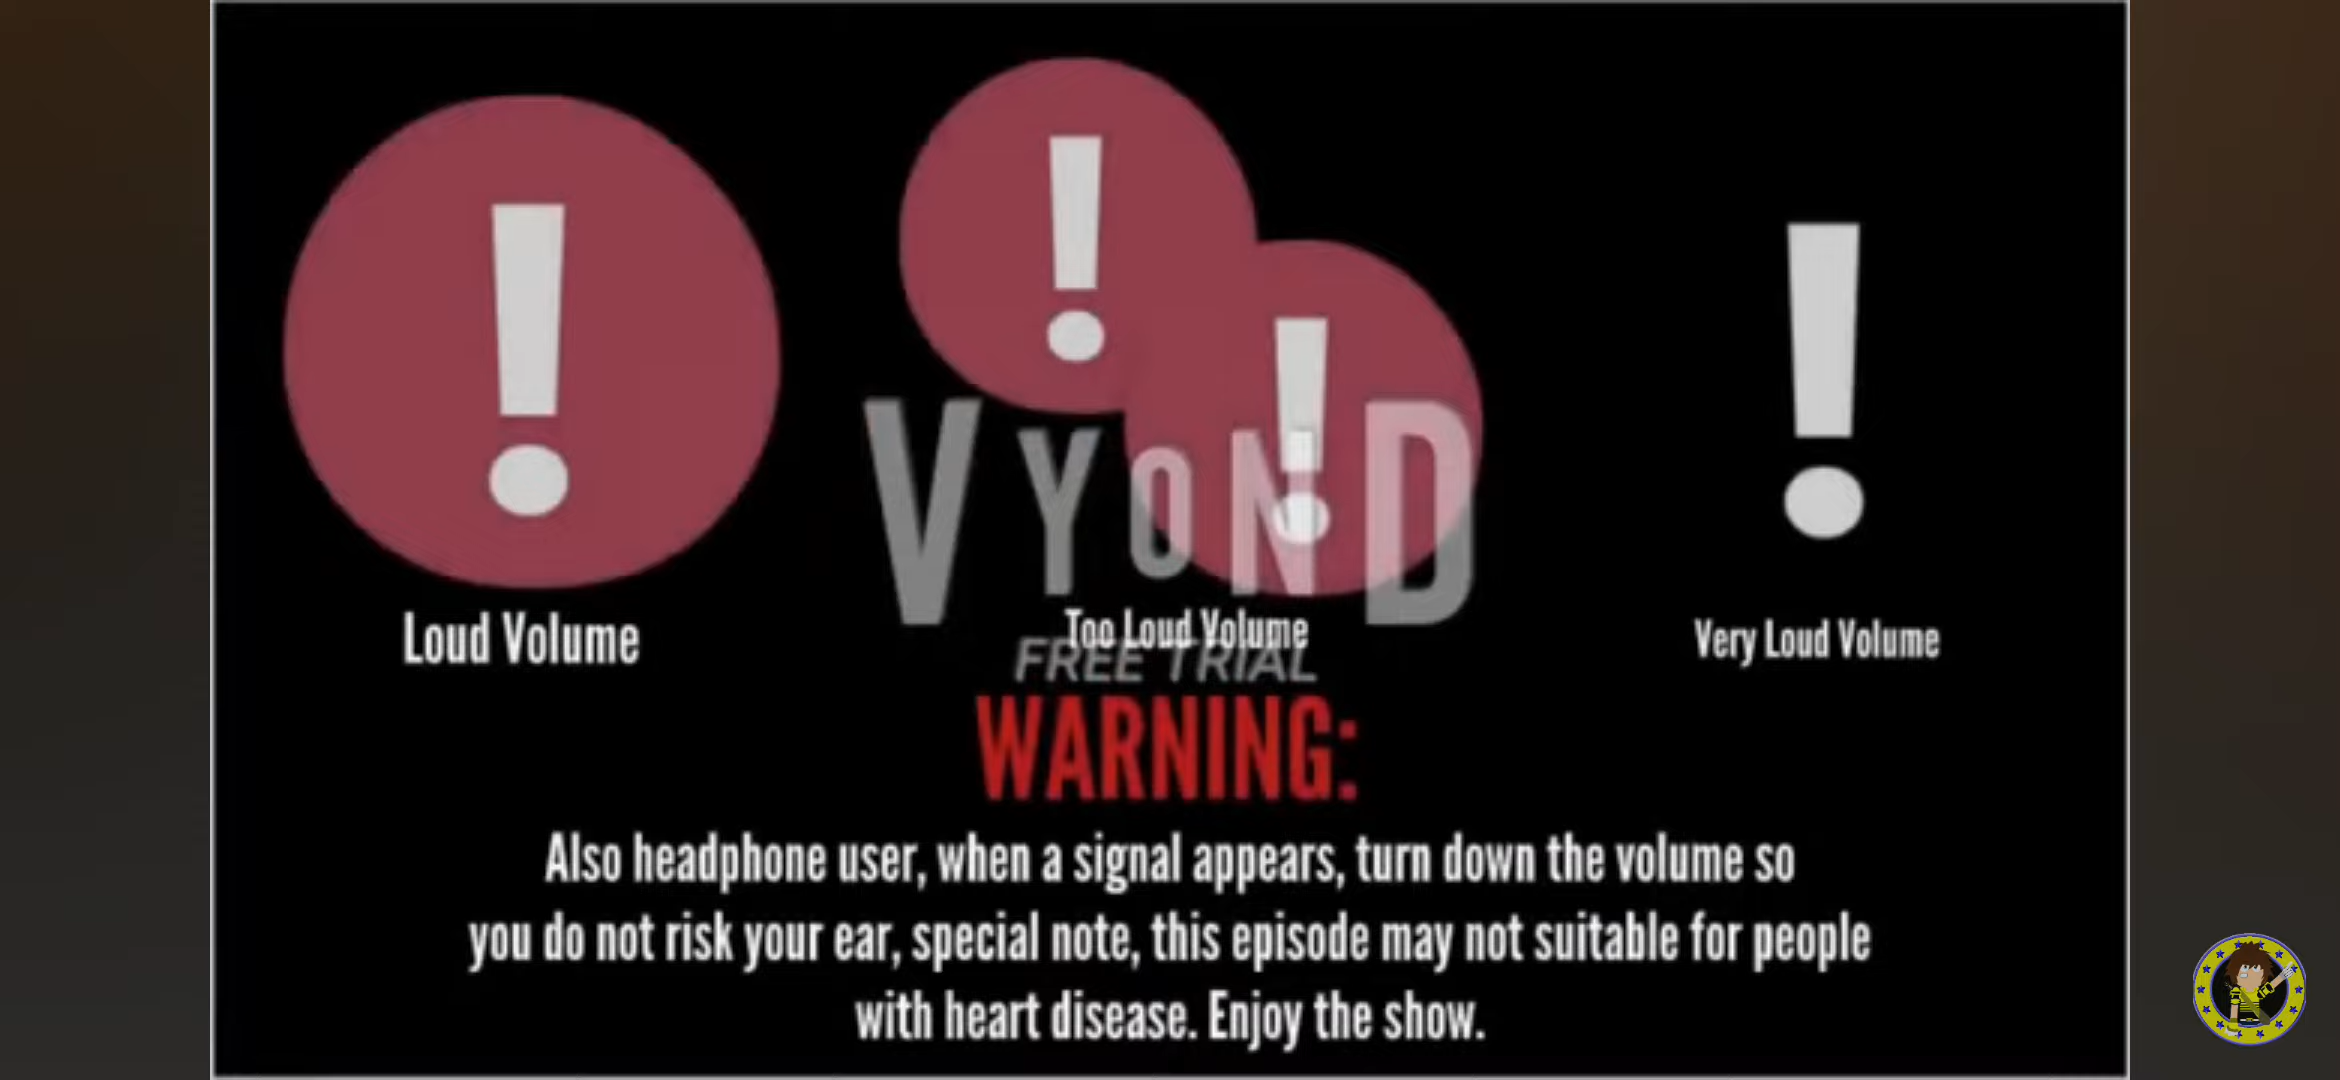 !
!
!
!
VYoND
Loud Volume
Too Loud Volume
Very Loud Volume
FREE TRIAL
WARNING:
Also headphone user, when a signal appears, turn down the volume so
you do not risk your ear, special note, this episode may not suitable for people
with heart disease. Enjoy the show.